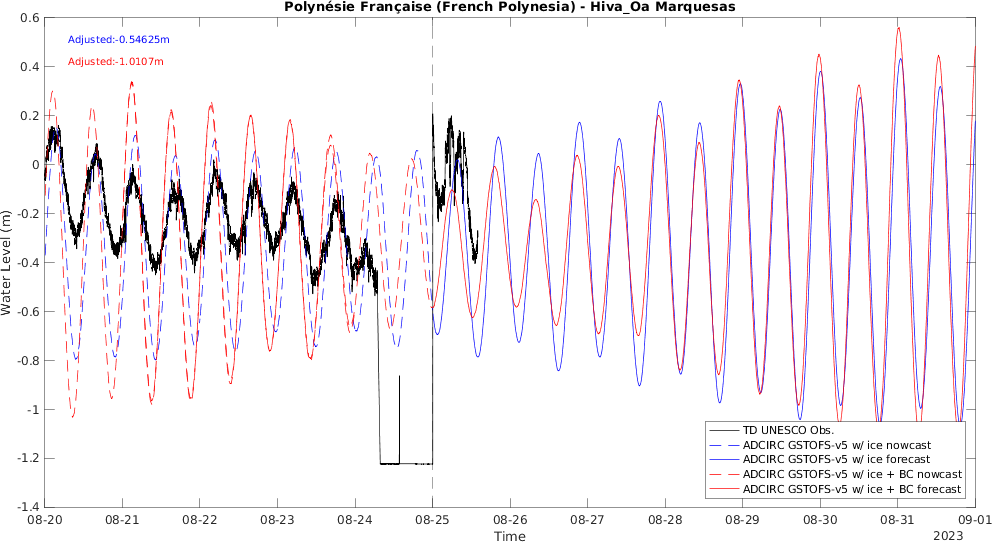 Polynésie Française (French Polynesia) - Hiva_Oa Marquesas
Adjusted:-0.54625m
Adjusted:-1.0107m
Water Level (m)
0.6
0.4
0.2
0
-0.2
-0.4
-0.6
-0.8
-1
-1.2
-1.4
TD UNESCO Obs.
ADCIRC GSTOFS-v5 w/ ice nowcast
ADCIRC GSTOFS-v5 w/ ice forecast
ADCIRC GSTOFS-v5 w/ ice + BC nowcast
ADCIRC GSTOFS-v5 w/ ice + BC forecast
08-20 08-21 08-22 08-23 08-24 08-25 08-26 08-27 08-28 08-29 08-30 08-31 09-01
Time
2023